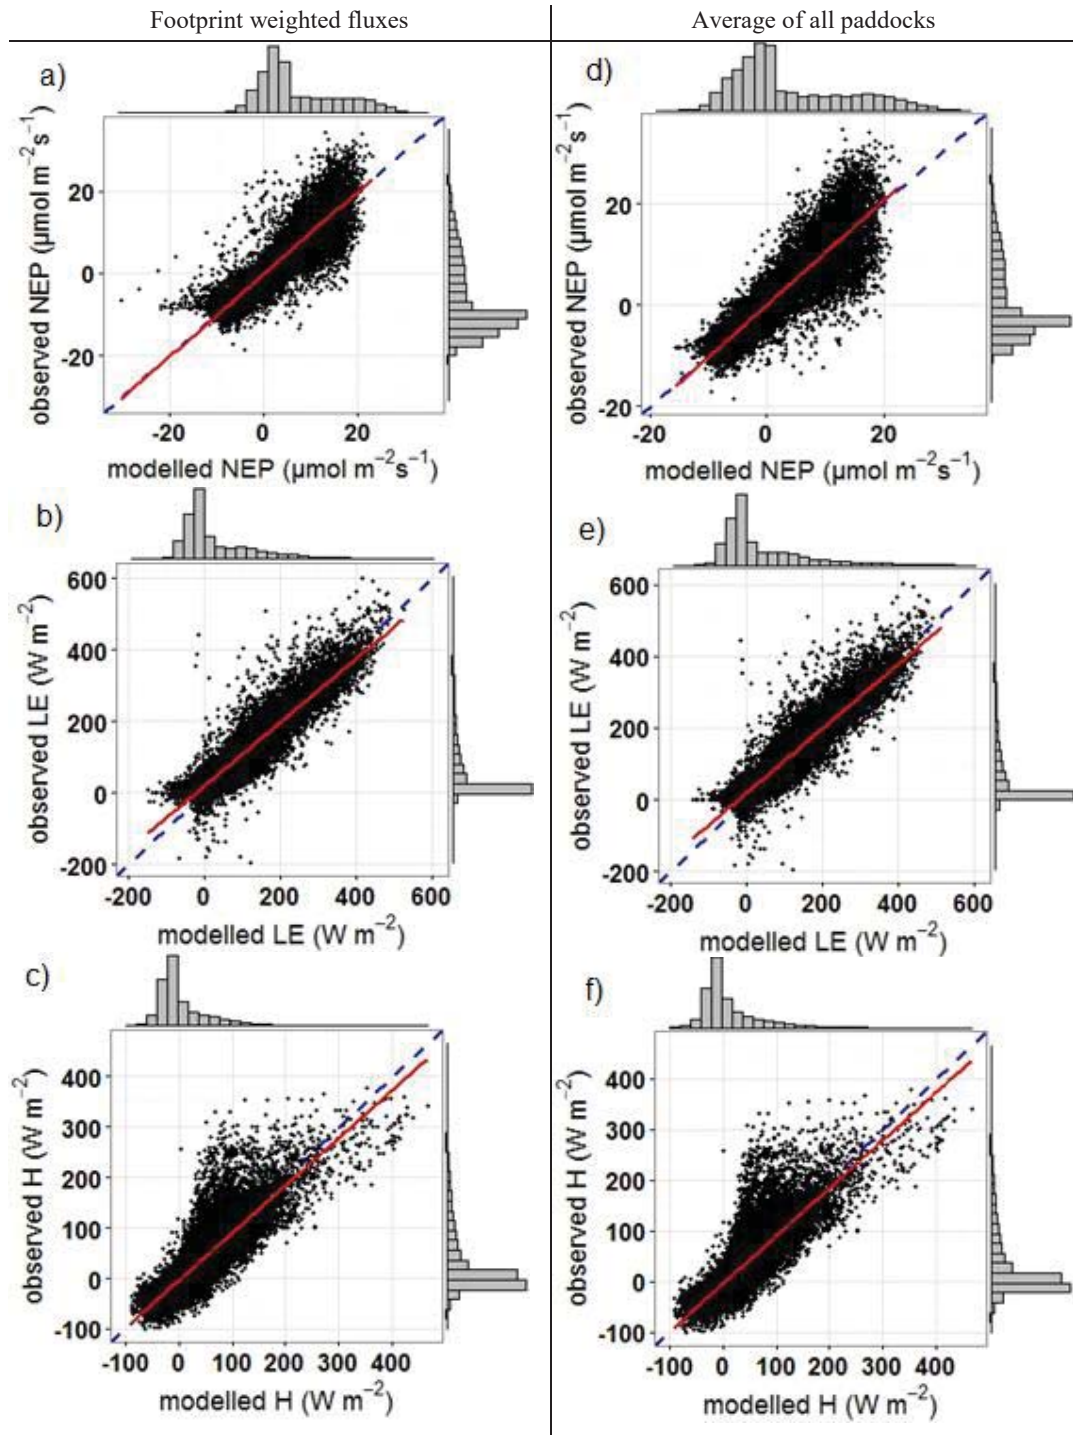 Footprint weighted fluxes
Average of all paddocks
a)
observed NEP (µmol m⁻²s⁻¹)
20
0
-20
-20 0 20
modelled NEP (µmol m⁻²s⁻¹)
d)
observed NEP (µmol m⁻²s⁻¹)
20
0
-20
-20 0 20
modelled NEP (µmol m⁻²s⁻¹)
b)
observed LE (W m⁻²)
600
400
200
0
-200
-200 0 200 400 600
modelled LE (W m⁻²)
e)
observed LE (W m⁻²)
600
400
200
0
-200
-200 0 200 400 600
modelled LE (W m⁻²)
c)
observed H (W m⁻²)
400
300
200
100
0
-100
-100 0 100 200 300 400
modelled H (W m⁻²)
f)
observed H (W m⁻²)
400
300
200
100
0
-100
-100 0 100 200 300 400
modelled H (W m⁻²)